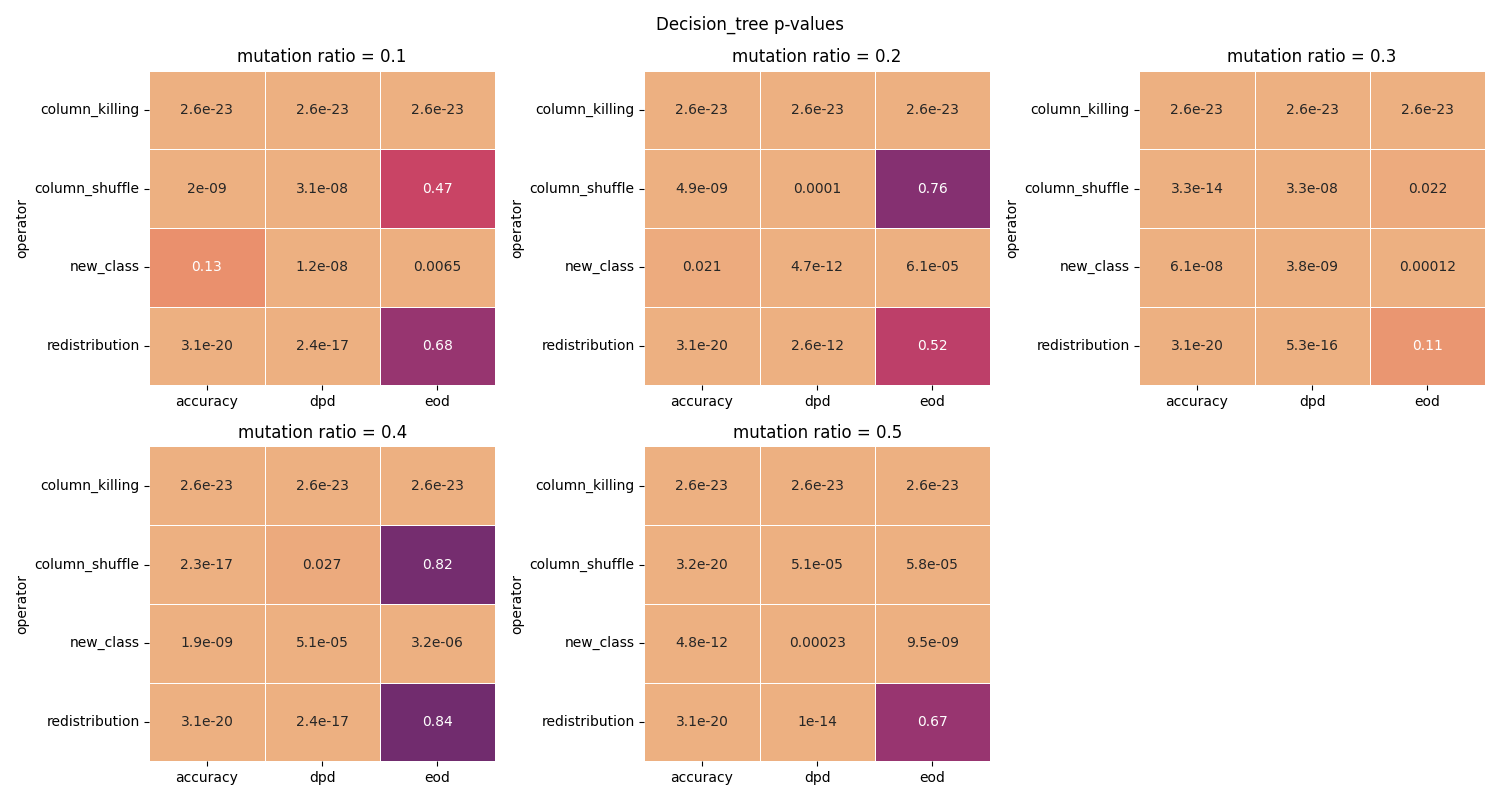 Decision_tree p-values
mutation ratio = 0.1
operator
column_killing 2.6e-23 2.6e-23 2.6e-23
column_shuffle 2e-09 3.1e-08 0.47
new_class 0.13 1.2e-08 0.0065
redistribution 3.1e-20 2.4e-17 0.68
accuracy dpd eod
mutation ratio = 0.2
operator
column_killing 2.6e-23 2.6e-23 2.6e-23
column_shuffle 4.9e-09 0.0001 0.76
new_class 0.021 4.7e-12 6.1e-05
redistribution 3.1e-20 2.6e-12 0.52
accuracy dpd eod
mutation ratio = 0.3
operator
column_killing 2.6e-23 2.6e-23 2.6e-23
column_shuffle 3.3e-14 3.3e-08 0.022
new_class 6.1e-08 3.8e-09 0.00012
redistribution 3.1e-20 5.3e-16 0.11
accuracy dpd eod
mutation ratio = 0.4
operator
column_killing 2.6e-23 2.6e-23 2.6e-23
column_shuffle 2.3e-17 0.027 0.82
new_class 1.9e-09 5.1e-05 3.2e-06
redistribution 3.1e-20 2.4e-17 0.84
accuracy dpd eod
mutation ratio = 0.5
operator
column_killing 2.6e-23 2.6e-23 2.6e-23
column_shuffle 3.2e-20 5.1e-05 5.8e-05
new_class 4.8e-12 0.00023 9.5e-09
redistribution 3.1e-20 1e-14 0.67
accuracy dpd eod